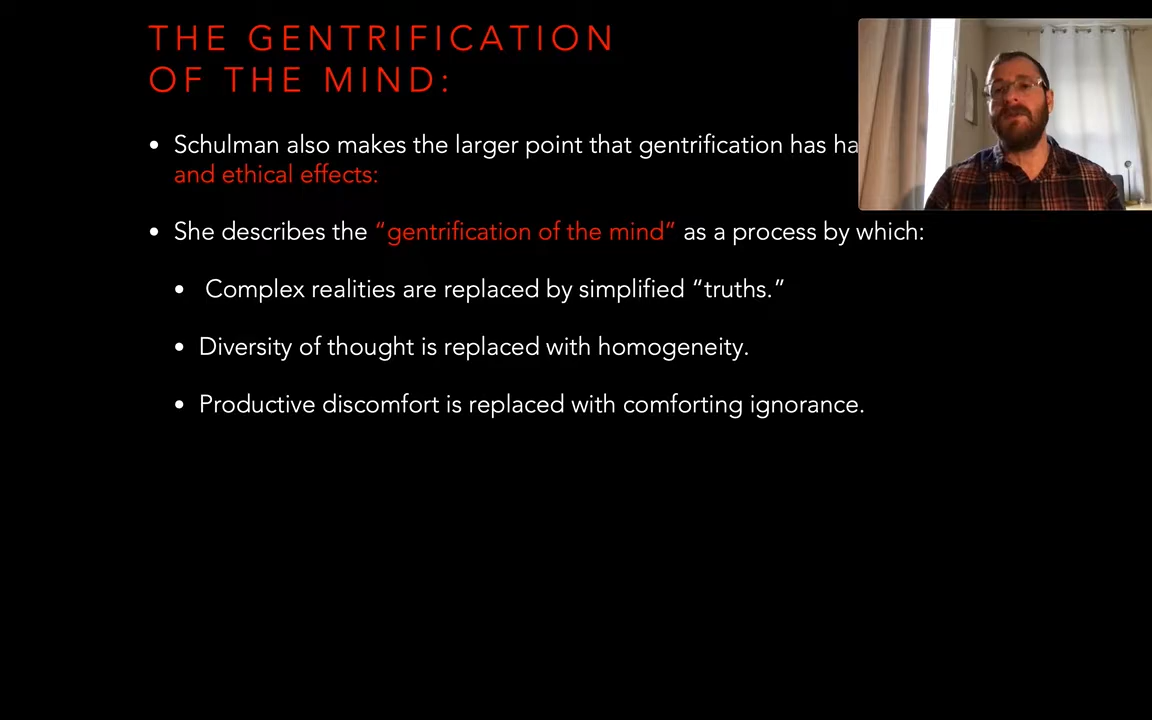 THE GENTRIFICATION
OF THE MIND:
• Schulman also makes the larger point that gentrification has
and ethical effects:
• She describes the “gentrification of the mind” as a process by which:
• Complex realities are replaced by simplified “truths.”
• Diversity of thought is replaced with homogeneity.
• Productive discomfort is replaced with comforting ignorance.